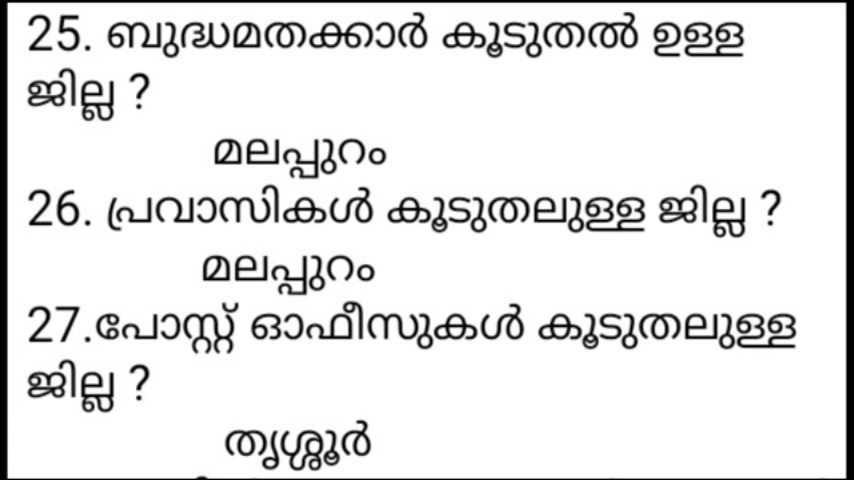 25. ബുദ്ധമതക്കാർ കൂടുതൽ ഉള്ള
ജില്ല ?
മലപ്പുറം
26. പ്രവാസികൾ കൂടുതലുള്ള ജില്ല ?
മലപ്പുറം
27.പോസ്റ്റ് ഓഫീസുകൾ കൂടുതലുള്ള
ജില്ല ?
തൃശ്ശൂർ